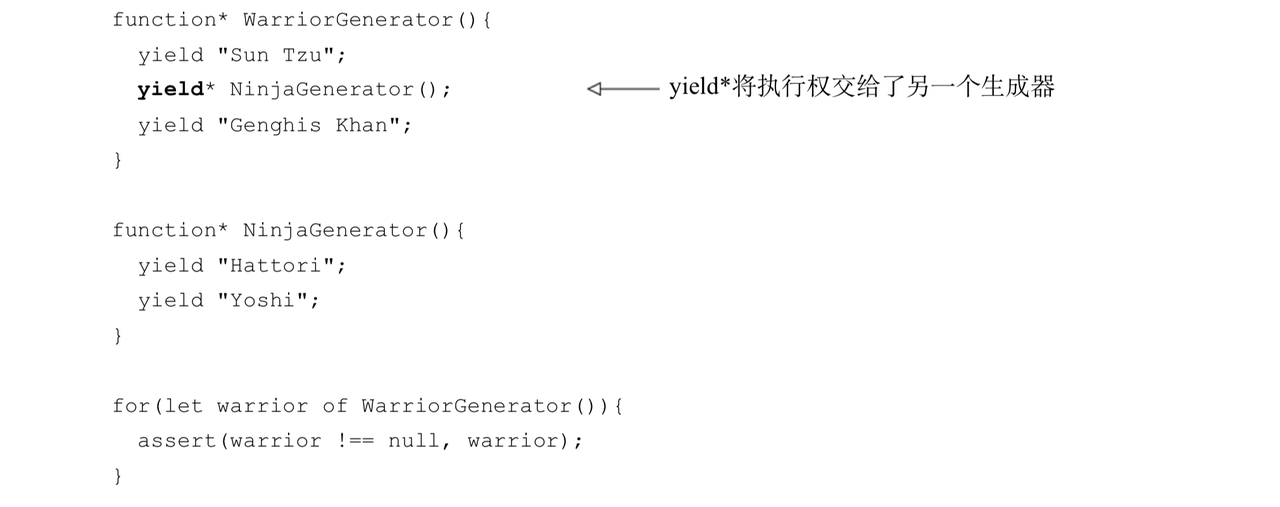 function* WarriorGenerator(){
  yield "Sun Tzu";
  yield* NinjaGenerator(); yield*将执行权交给了另一个生成器
  yield "Genghis Khan";
}
function* NinjaGenerator(){
  yield "Hattori";
  yield "Yoshi";
}
for(let warrior of WarriorGenerator()){
  assert(warrior !== null, warrior);
}